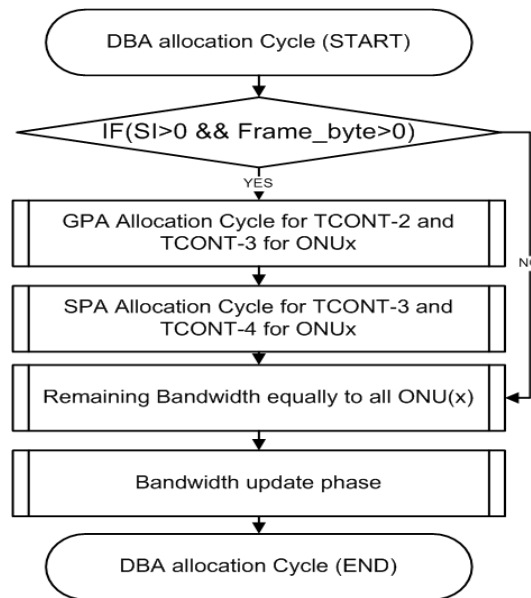 DBA allocation Cycle (START)
IF(SI>0 && Frame_byte>0)
YES
GPA Allocation Cycle for TCONT-2 and
TCONT-3 for ONUx
SPA Allocation Cycle for TCONT-3 and
TCONT-4 for ONUx
Remaining Bandwidth equally to all ONU(x)
Bandwidth update phase
DBA allocation Cycle (END)